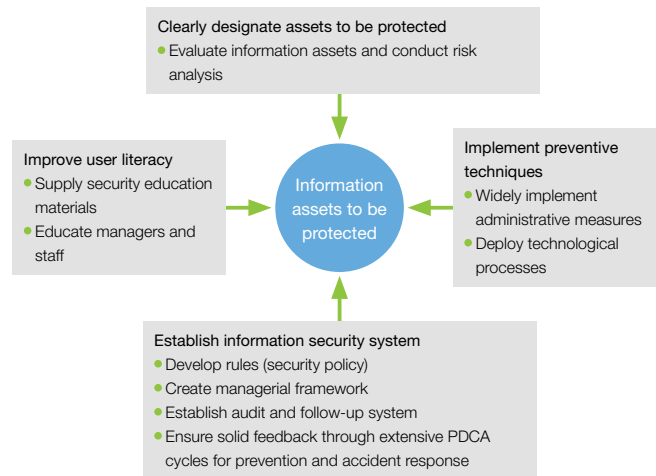 Clearly designate assets to be protected
● Evaluate information assets and conduct risk
analysis
Improve user literacy
● Supply security education
materials
● Educate managers and
staff
Information
assets to be
protected
Implement preventive
techniques
● Widely implement
administrative measures
● Deploy technological
processes
Establish information security system
● Develop rules (security policy)
● Create managerial framework
● Establish audit and follow-up system
● Ensure solid feedback through extensive PDCA
cycles for prevention and accident response